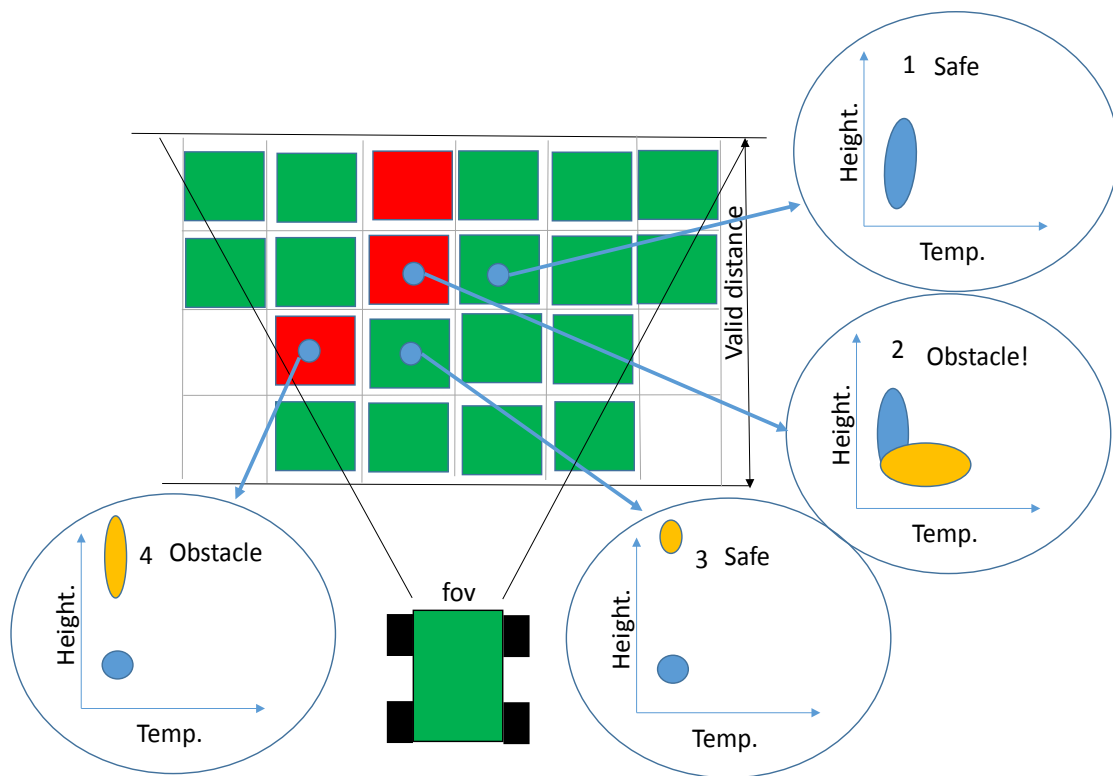 1 Safe
Height.
Temp.
Valid distance
2 Obstacle!
Height.
Temp.
4 Obstacle
Height.
Temp.
fov
3 Safe
Height.
Temp.